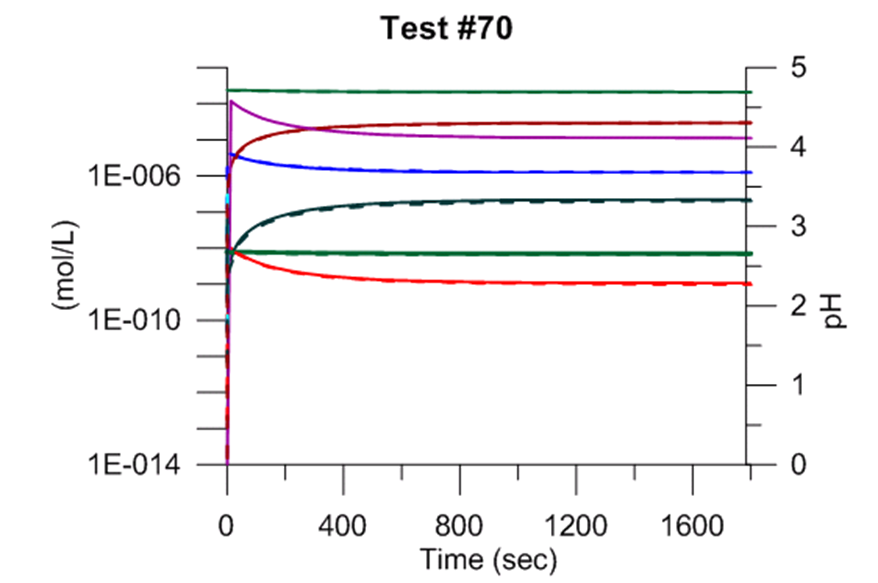 Test #70
5
4
1E-006
3
(mol/L)
1E-010
2
pH
1
1E-014
0
0 400 800 1200 1600
Time (sec)